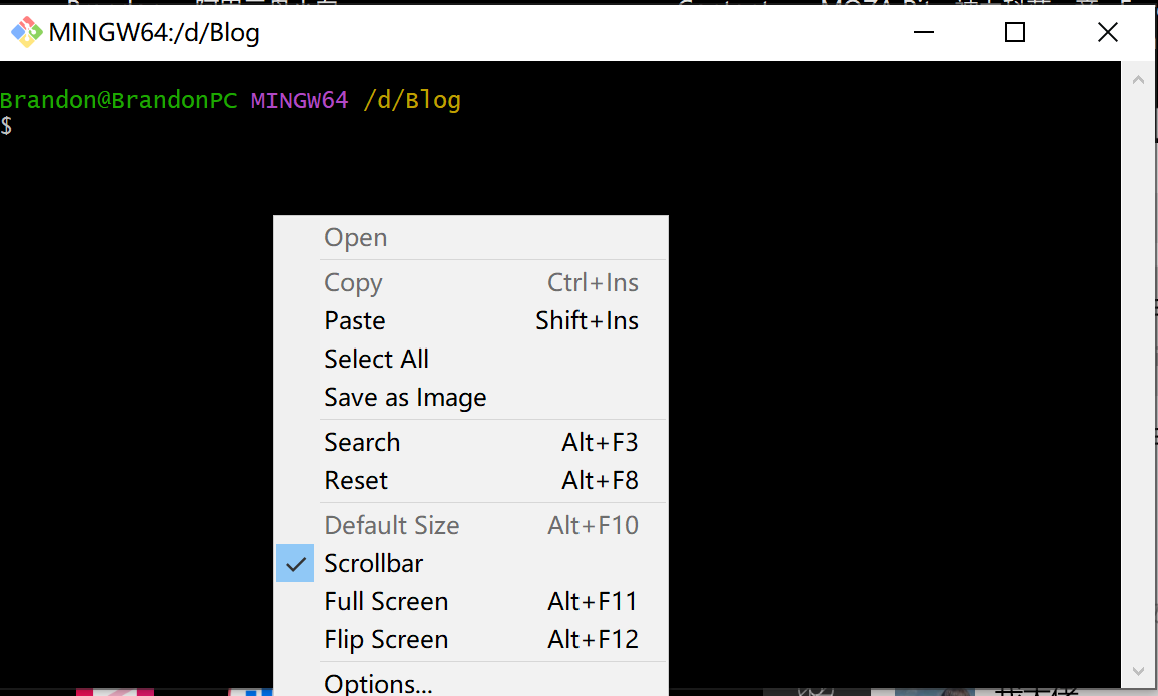 MINGW64:/d/Blog
Brandon@BrandonPC MINGW64 /d/Blog
$
Open
Copy Ctrl+Ins
Paste Shift+Ins
Select All
Save as Image
Search Alt+F3
Reset Alt+F8
Default Size Alt+F10
Scrollbar
Full Screen Alt+F11
Flip Screen Alt+F12
Options...